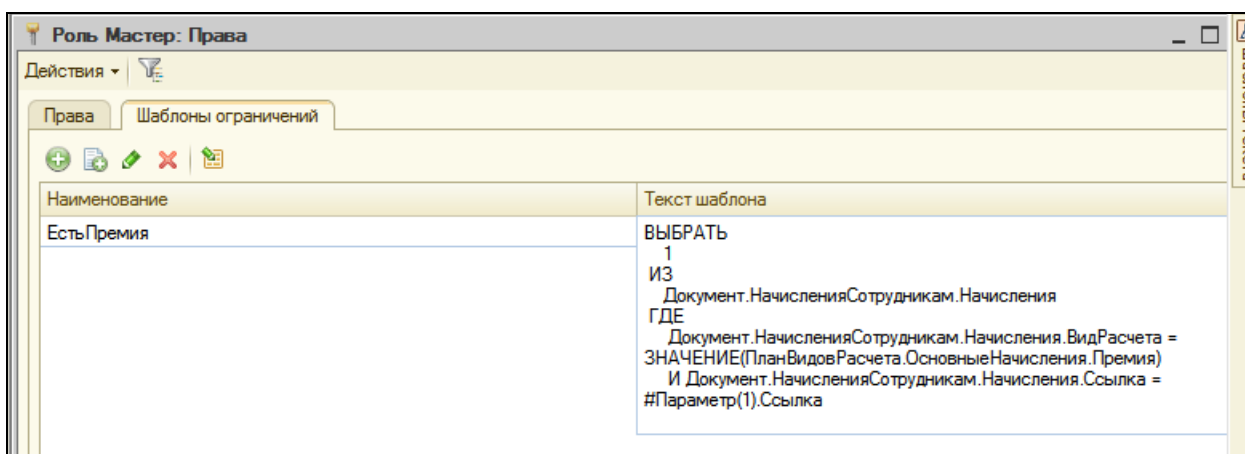 Роль Мастер: Права
Действия
Права Шаблоны ограничений
Наименование Текст шаблона
ЕстьПремия ВЫБРАТЬ
1
ИЗ
Документ.НачисленияСотрудникам.Начисления
ГДЕ
Документ.НачисленияСотрудникам.Начисления.ВидРасчета =
ЗНАЧЕНИЕ(ПланВидовРасчета.ОсновныеНачисления.Премия)
И Документ.НачисленияСотрудникам.Начисления.Ссылка =
#Параметр(1).Ссылка